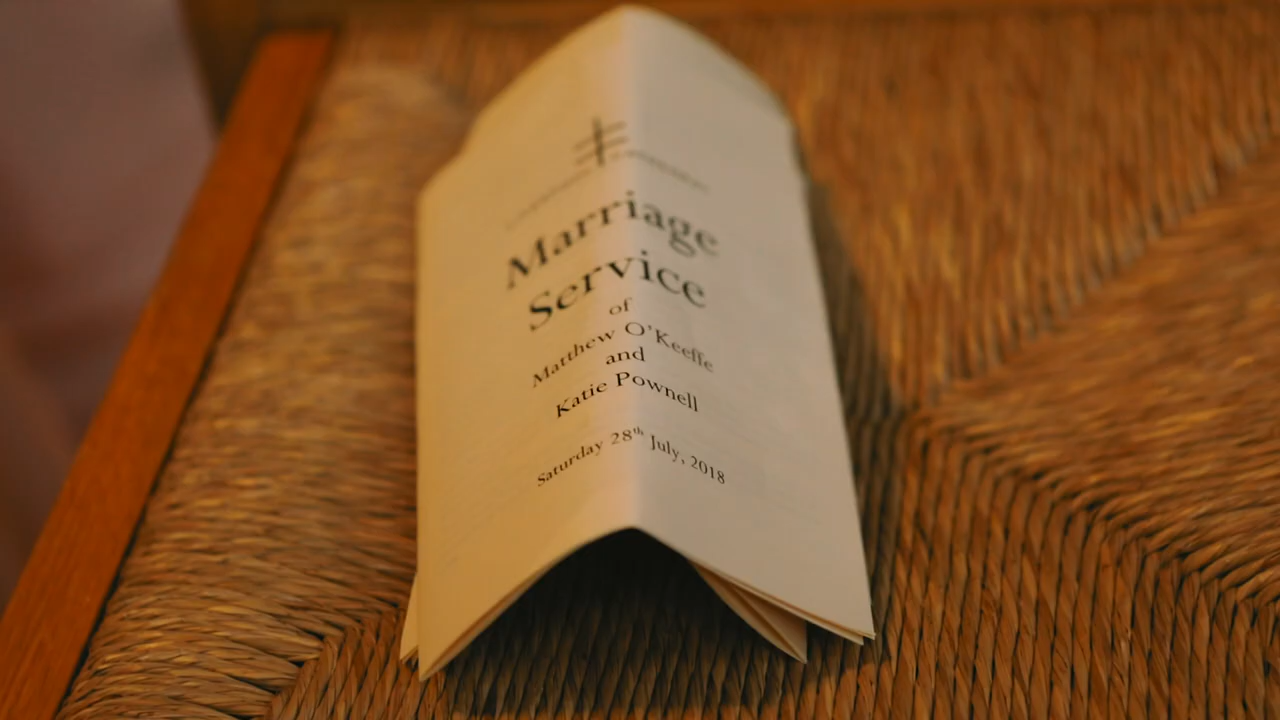 Marriage
Service
of
Matthew O'Keeffe
and
Katie Pownell
Saturday 28th July, 2018